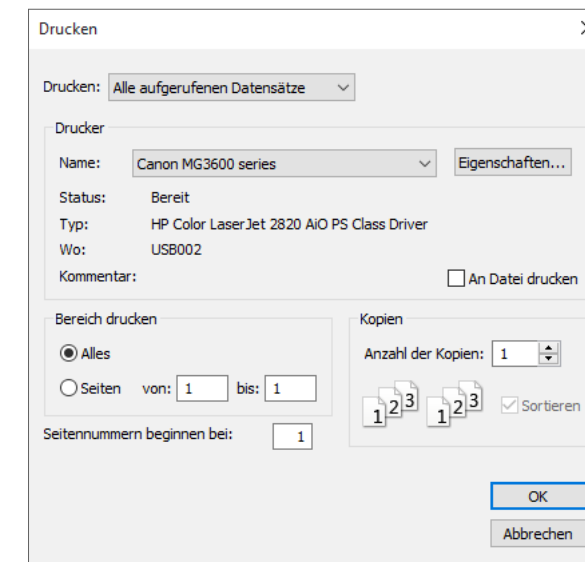 Drucken
Drucken: Alle aufgerufenen Datensätze
Drucker
Name: Canon MG3600 series Eigenschaften...
Status: Bereit
Typ: HP Color LaserJet 2820 AiO PS Class Driver
Wo: USB002
Kommentar: An Datei drucken
Bereich drucken
Alles
Seiten von: 1 bis: 1
Seitennummern beginnen bei: 1
Kopien
Anzahl der Kopien: 1
1 2 3 1 2 3 Sortieren
OK
Abbrechen